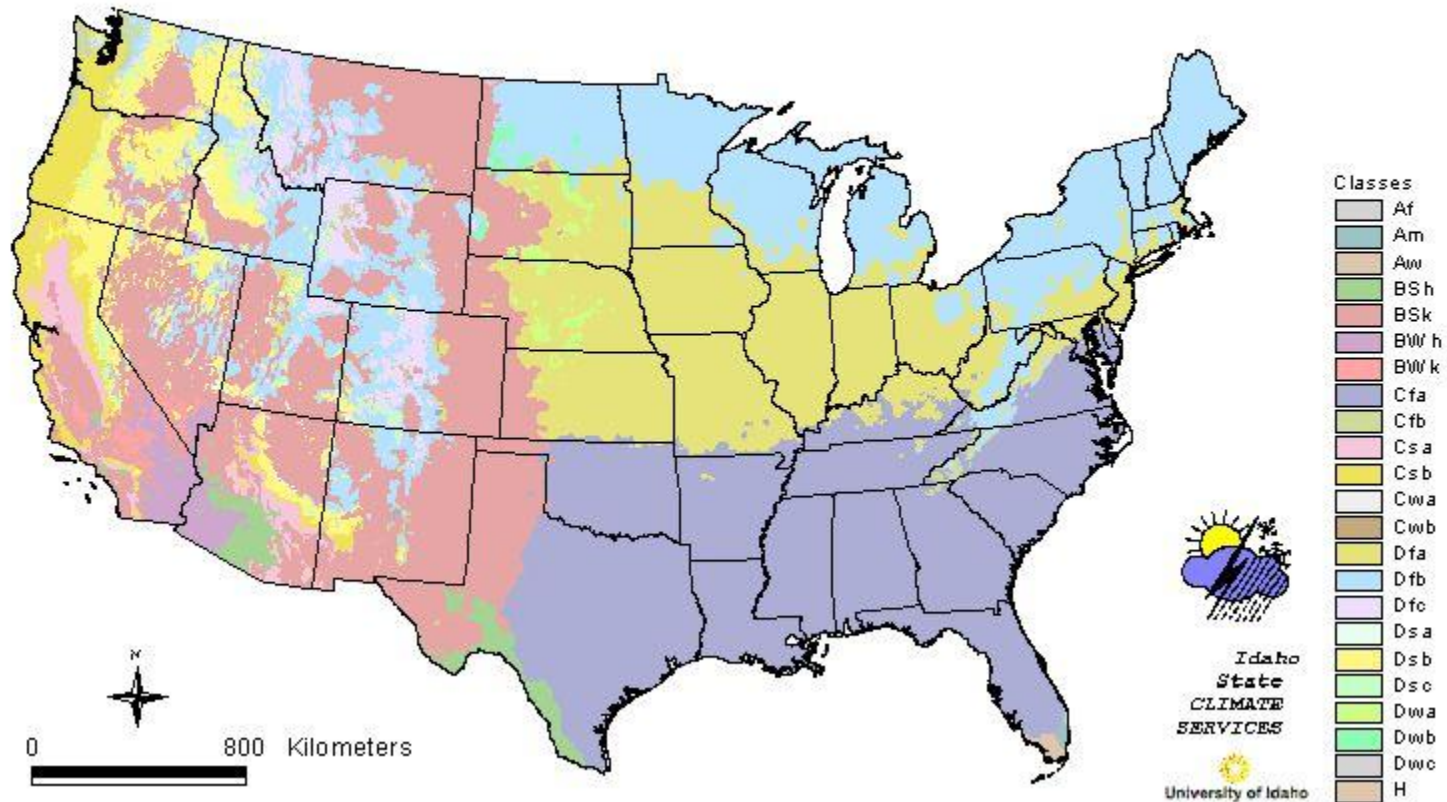 Classes
Af
Am
Aw
BSh
BSk
BWh
BWk
Cfa
Cfb
Csa
Csb
Cwa
Cwb
Dfa
Dfb
Dfc
Dsa
Dsb
Dsc
Dwa
Dwb
Dwc
H
2
N
0 800 Kilometers
Idaho
State
CLIMATE
SERVICES
University of Idaho